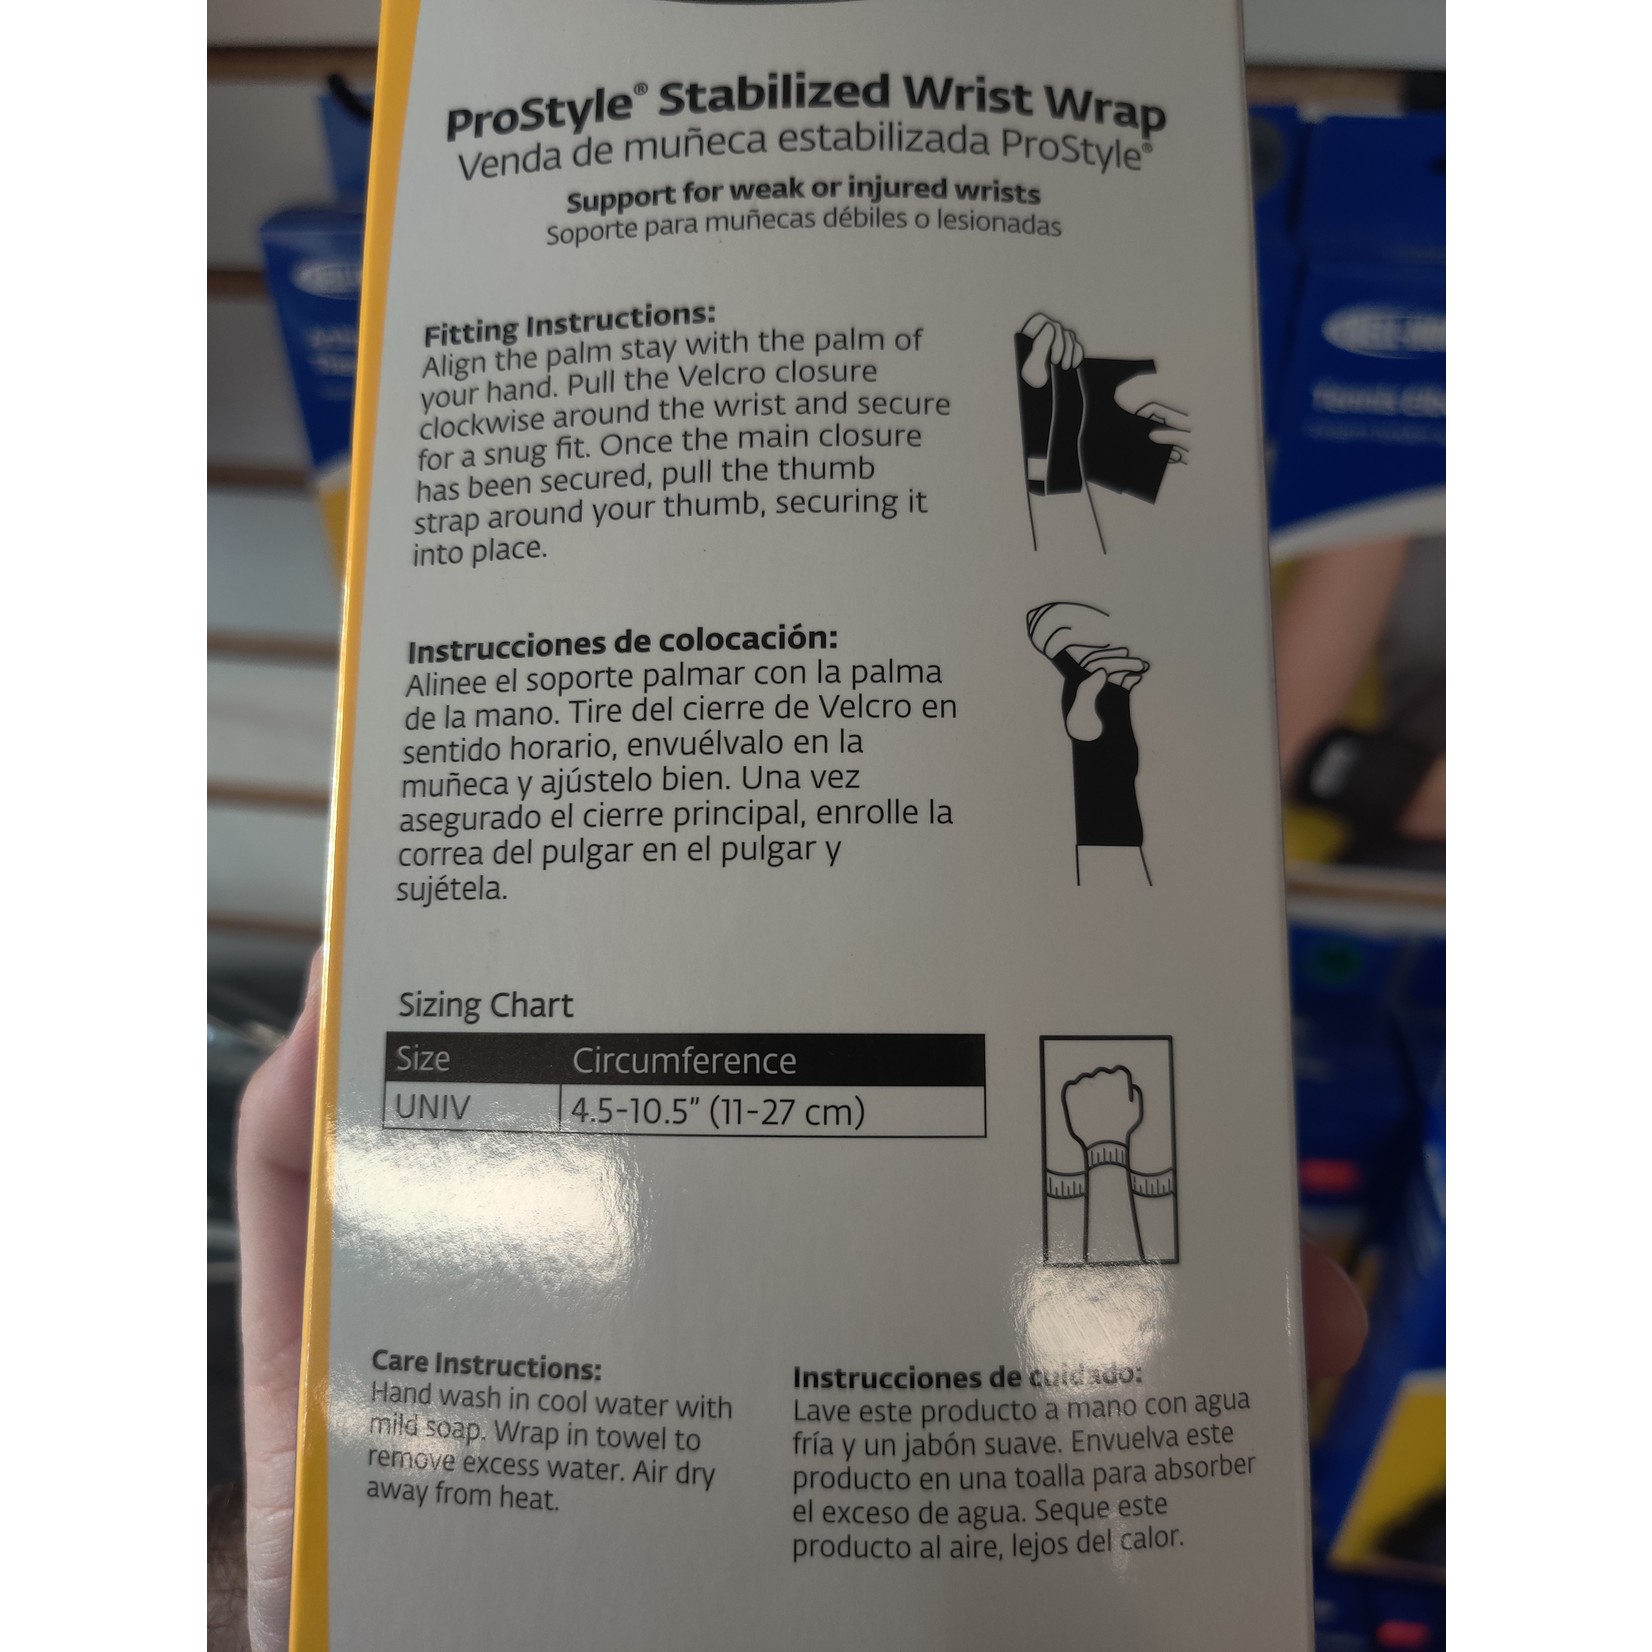 ProStyle® Stabilized Wrist Wrap
Venda de muñeca estabilizada ProStyle®
Support for weak or injured wrists
Soporte para muñecas débiles o lesionadas
Fitting Instructions:
Align the palm stay with the palm of
your hand. Pull the Velcro closure
clockwise around the wrist and secure
for a snug fit. Once the main closure
has been secured, pull the thumb
strap around your thumb, securing it
into place.
Instrucciones de colocación:
Alinee el soporte palmar con la palma
de la mano. Tire del cierre de Velcro en
sentido horario, envuélvalo en la
muñeca y ajústelo bien. Una vez
asegurado el cierre principal, enrolle la
correa del pulgar en el pulgar y
sujétela.
Sizing Chart
Size Circumference
UNIV 4.5-10.5” (11-27 cm)
Care Instructions:
Hand wash in cool water with
mild soap. Wrap in towel to
remove excess water. Air dry
away from heat.
Instrucciones de cuidado:
Lave este producto a mano con agua
fría y un jabón suave. Envuelva este
producto en una toalla para absorber
el exceso de agua. Seque este
producto al aire, lejos del calor.